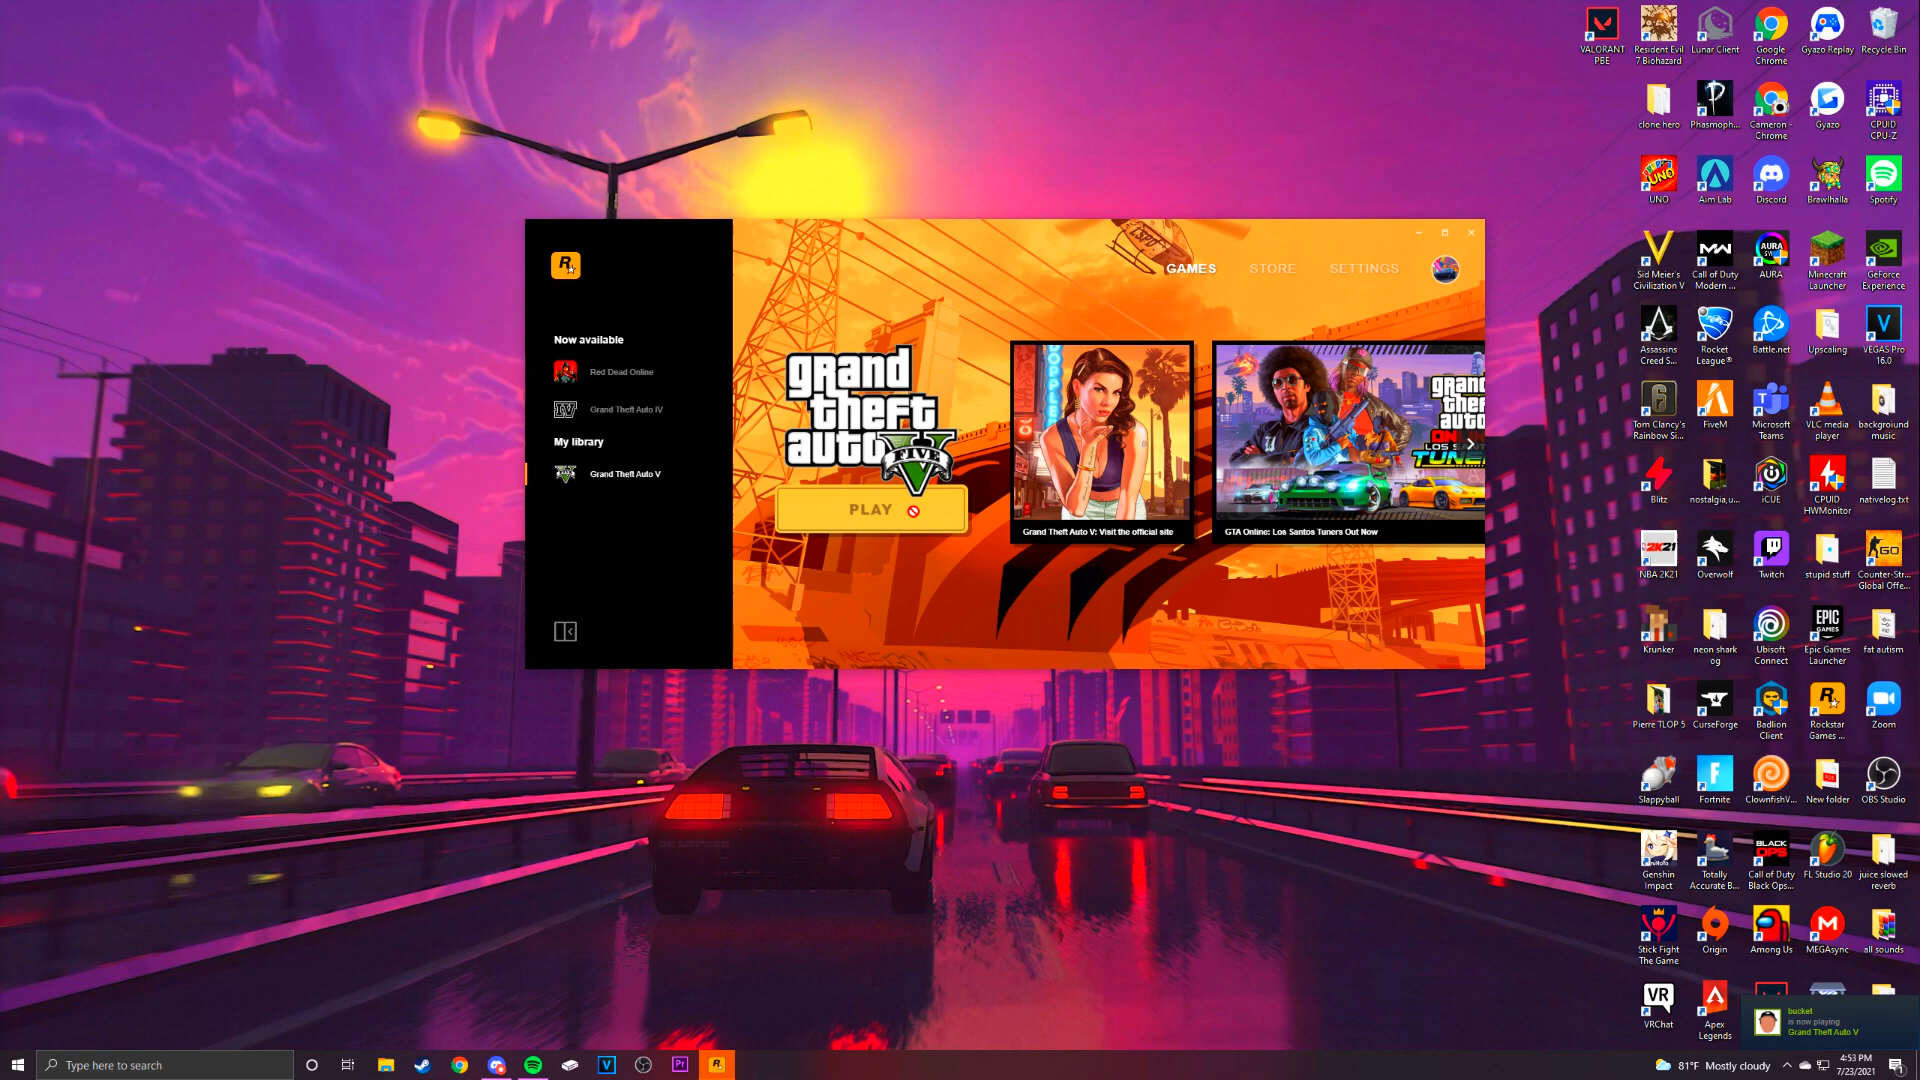 VALORANT
PBE
Resident Evil
7 Biohazard
Lunar Client
Google
Chrome
Gyazo Replay
Recycle Bin
clone hero
Phasmoph...
Cameron -
Chrome
Gyazo
CPUID
CPU-Z
UNO
Aim Lab
Discord
Brawlhalla
Spotify
Sid Meier's
Civilization V
Call of Duty
Modern ...
AURA
Minecraft
Launcher
GeForce
Experience
Assassins
Creed S...
Rocket
League®
Battle.net
Upscaling
VEGAS Pro
16.0
Tom Clancy's
Rainbow Si...
FiveM
Microsoft
Teams
VLC media
player
backgroiund
music
Blitz
nostalgia,u...
iCUE
CPUID
HWMonitor
nativelog.txt
NBA 2K21
Overwolf
Twitch
stupid stuff
Counter-Str...
Global Offe...
Krunker
neon shark
og
Ubisoft
Connect
Epic Games
Launcher
fat autism
Pierre TLOP 5
CurseForge
Badlion
Client
Rockstar
Games ...
Zoom
Slappyball
Fortnite
ClownfishV...
New folder
OBS Studio
Genshin
Impact
Totally
Accurate B...
Call of Duty
Black Ops...
FL Studio 20
juice slowed
reverb
Stick Fight
The Game
Origin
Among Us
MEGAsync
all sounds
VRChat
Apex
Legends
GAMES
STORE
SETTINGS
Now available
Red Dead Online
Grand Theft Auto IV
My library
Grand Theft Auto V
grand
theft
auto
FIVE
PLAY
LSPD
Grand Theft Auto V: Visit the official site
GTA Online: Los Santos Tuners Out Now
bucket
is now playing
Grand Theft Auto V
Type here to search
81°F Mostly cloudy
4:53 PM
7/23/2021